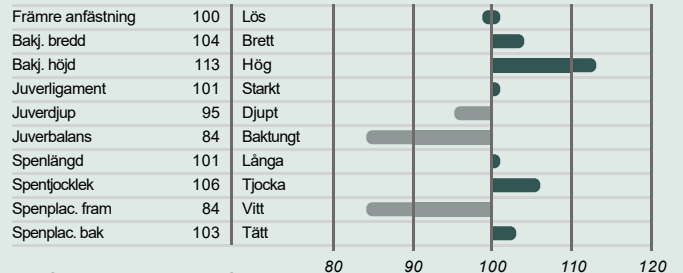 Främre anfästning 100 Lös
Bakj. bredd 104 Brett
Bakj. höjd 113 Hög
Juverligament 101 Starkt
Juverdjup 95 Djupt
Juverbalans 84 Baktungt
Spenlängd 101 Långa
Spentjocklek 106 Tjocka
Spenplac. fram 84 Vitt
Spenplac. bak 103 Tätt
80 90 100 110 120